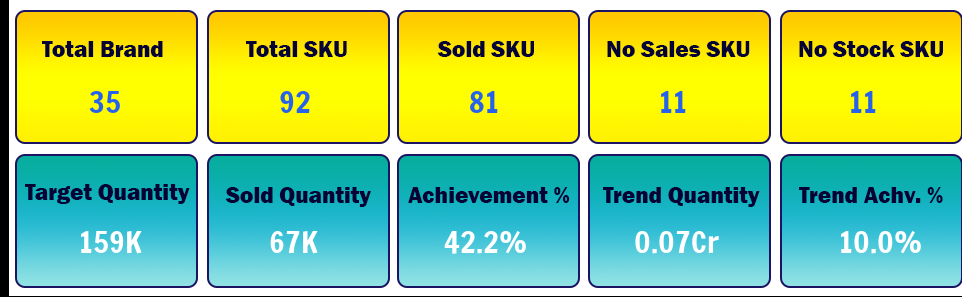 Total Brand
35
Total SKU
92
Sold SKU
81
No Sales SKU
11
No Stock SKU
11
Target Quantity
159K
Sold Quantity
67K
Achievement %
42.2%
Trend Quantity
0.07Cr
Trend Achv. %
10.0%